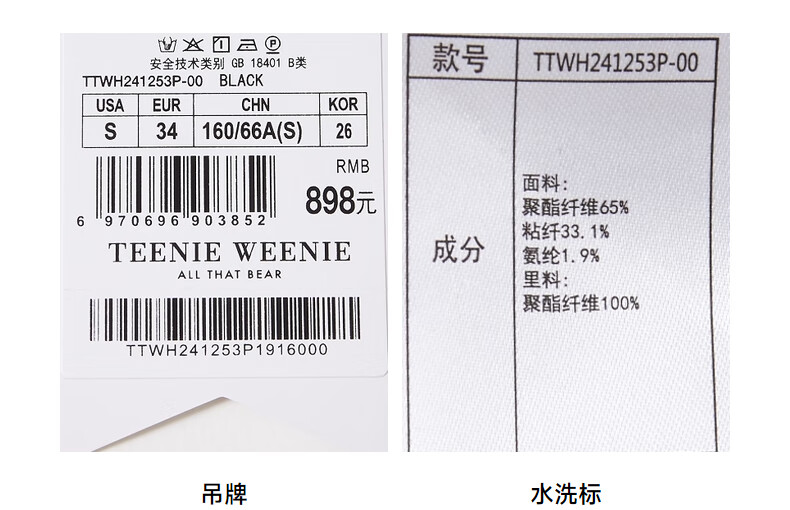 安全技术类别 GB 18401 B类
TTWH241253P-00 BLACK
USA EUR CHN KOR
S 34 160/66A(S) 26
RMB
898元
6 970696 903852
TEENIE WEENIE
ALL THAT BEAR
TTWH241253P1916000
吊牌
款号 TTWH241253P-00
成分
面料:
聚酯纤维65%
粘纤33.1%
氨纶1.9%
里料:
聚酯纤维100%
水洗标